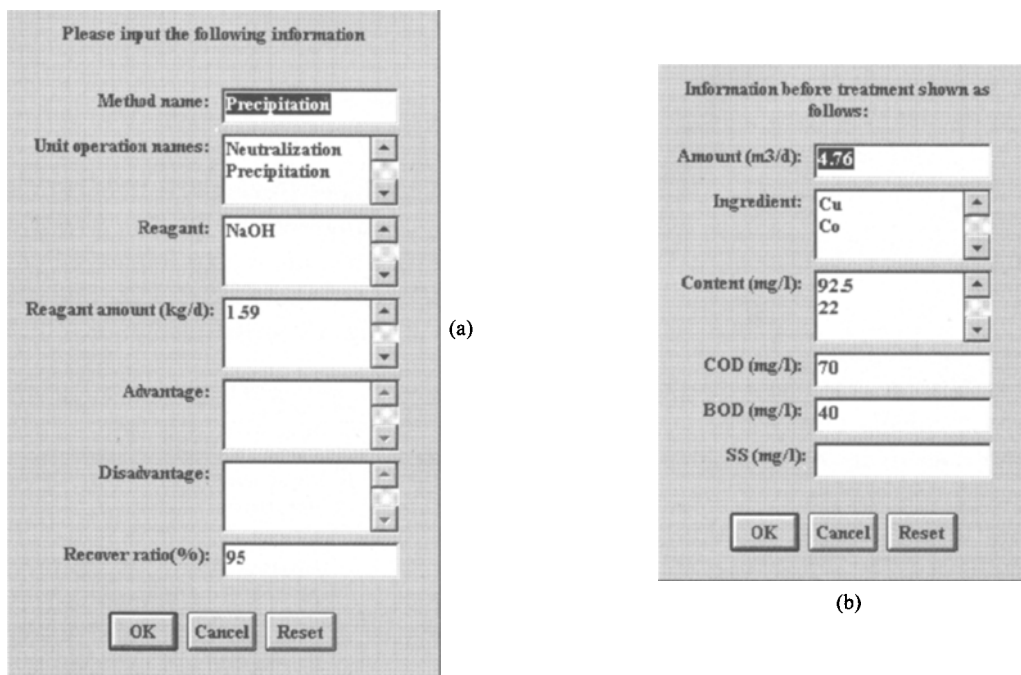 Please input the following information
Method name: Precipitation
Unit operation names: Neutralization
Precipitation
Reagant: NaOH
Reagant amount (kg/d): 1.59
Advantage:
Disadvantage:
Recover ratio(%): 95
OK Cancel Reset
(a)
Information before treatment shown as
follows:
Amount (m3/d): 4.76
Ingredient: Cu
Co
Content (mg/l): 92.5
22
COD (mg/l): 70
BOD (mg/l): 40
SS (mg/l):
OK Cancel Reset
(b)